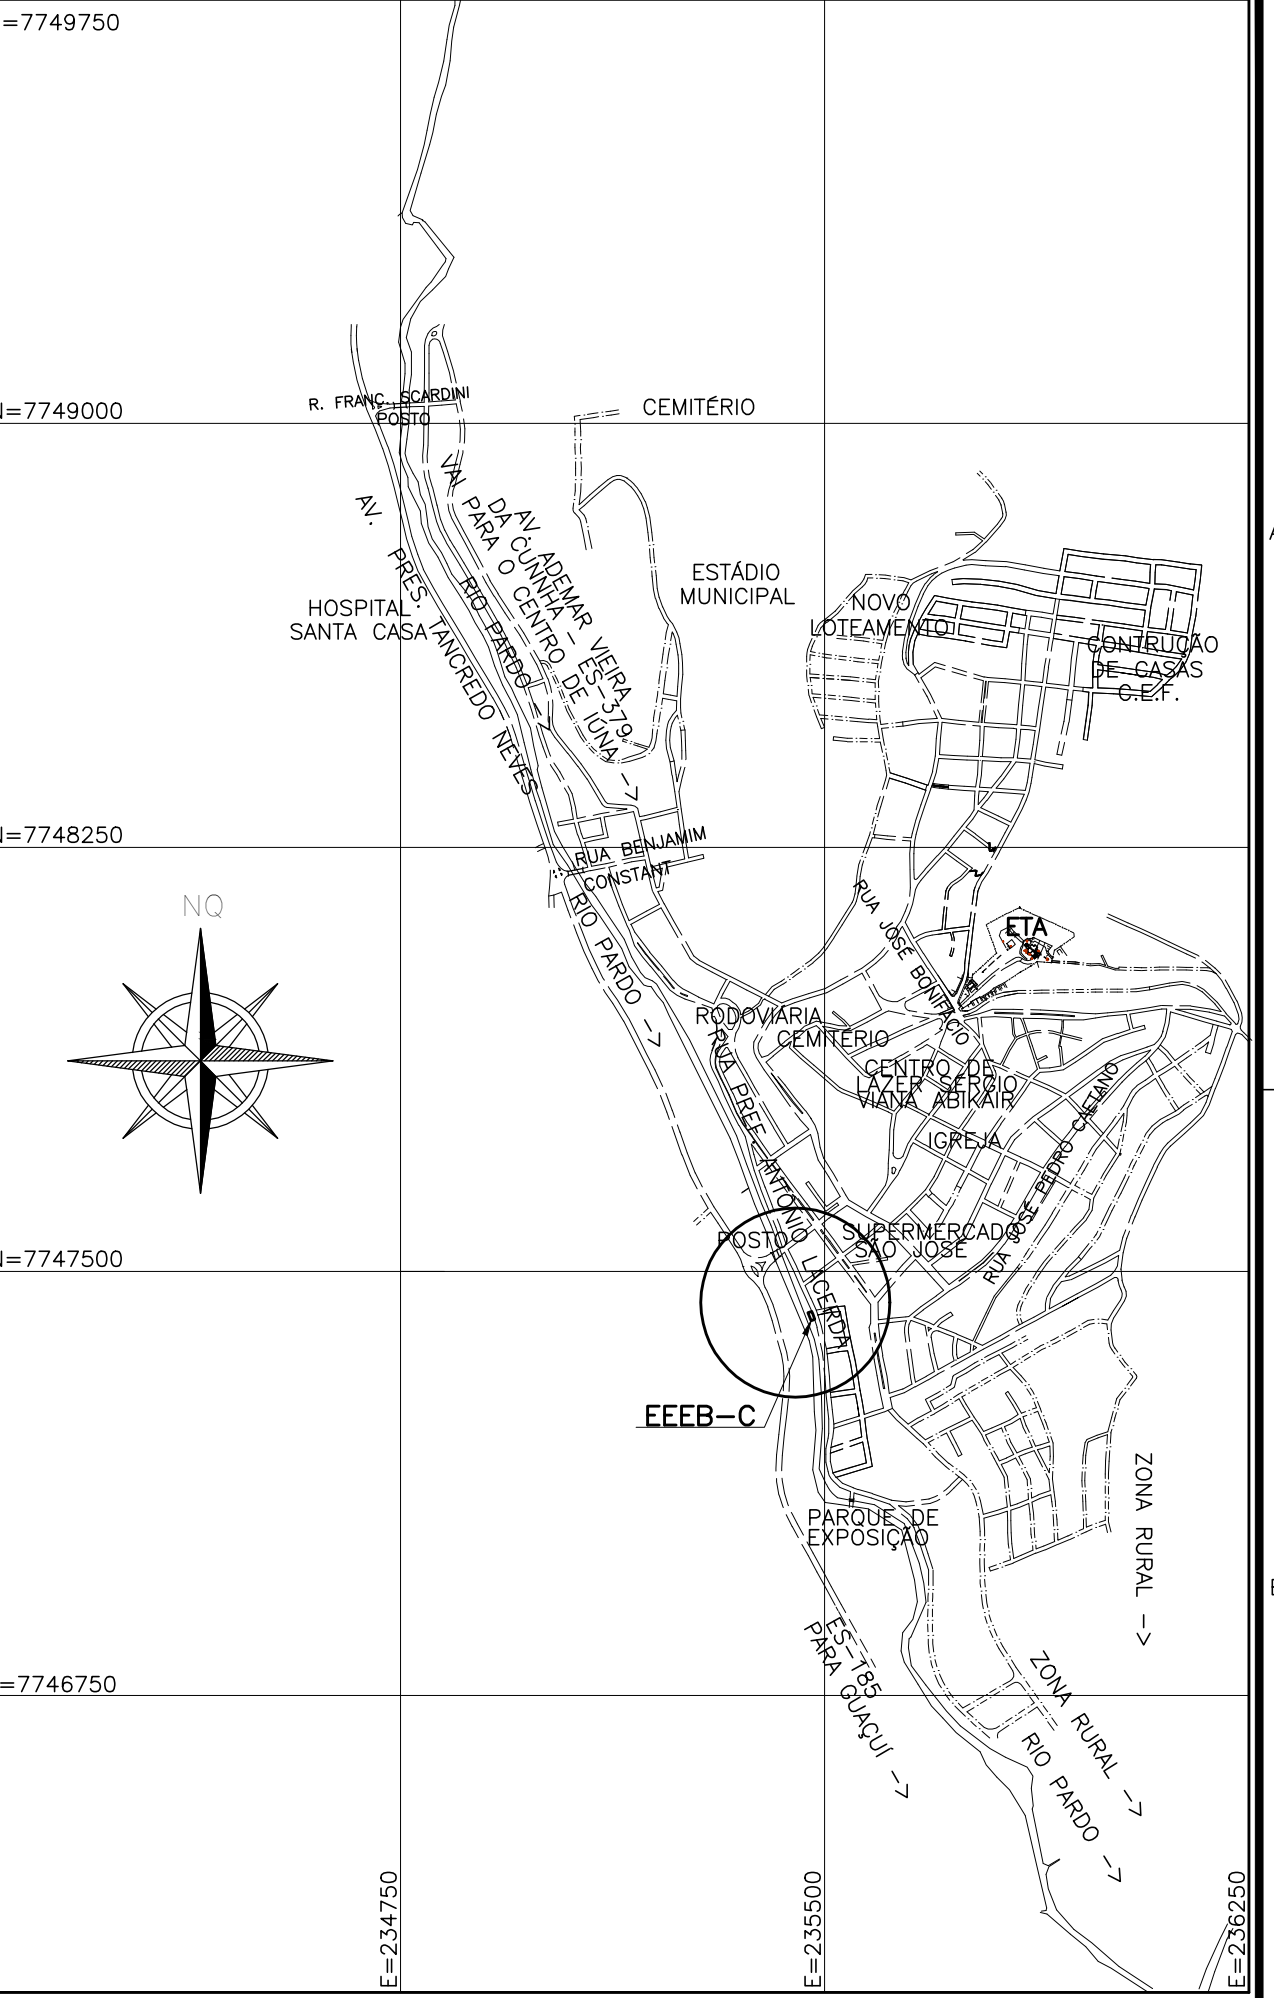 =7749750
R. FRANC. SCARDINI
POSTO
N=7749000
CEMITÉRIO
AV. PRES. TANCREDO NEVES
VAI PARA O CENTRO DE IÚNA ->
AV. ADEMAR VIEIRA
DA CUNNHA - ES-379
RIO PARDO ->
HOSPITAL
SANTA CASA
ESTÁDIO
MUNICIPAL
NOVO
LOTEAMENTO
CONTRUÇÃO
DE CASAS
C.E.F.
N=7748250
RUA BENJAMIM
CONSTANT
RIO PARDO ->
NQ
RUA JOSÉ BONIFÁCIO
ETA
RODOVIÁRIA
CEMITÉRIO
CENTRO DE
LAZER SÉRGIO
VIANA ABIKAIR
IGREJA
RUA PREF. ANTONIO LACERDA
RUA JOSÉ PEDRO CAETANO
N=7747500
POSTO
SUPERMERCADO
SÃO JOSÉ
EEEB-C
PARQUE DE
EXPOSIÇÃO
ZONA RURAL ->
ES-185
PARA GUAÇUÍ ->
=7746750
ZONA RURAL ->
RIO PARDO ->
E=234750
E=235500
E=236250